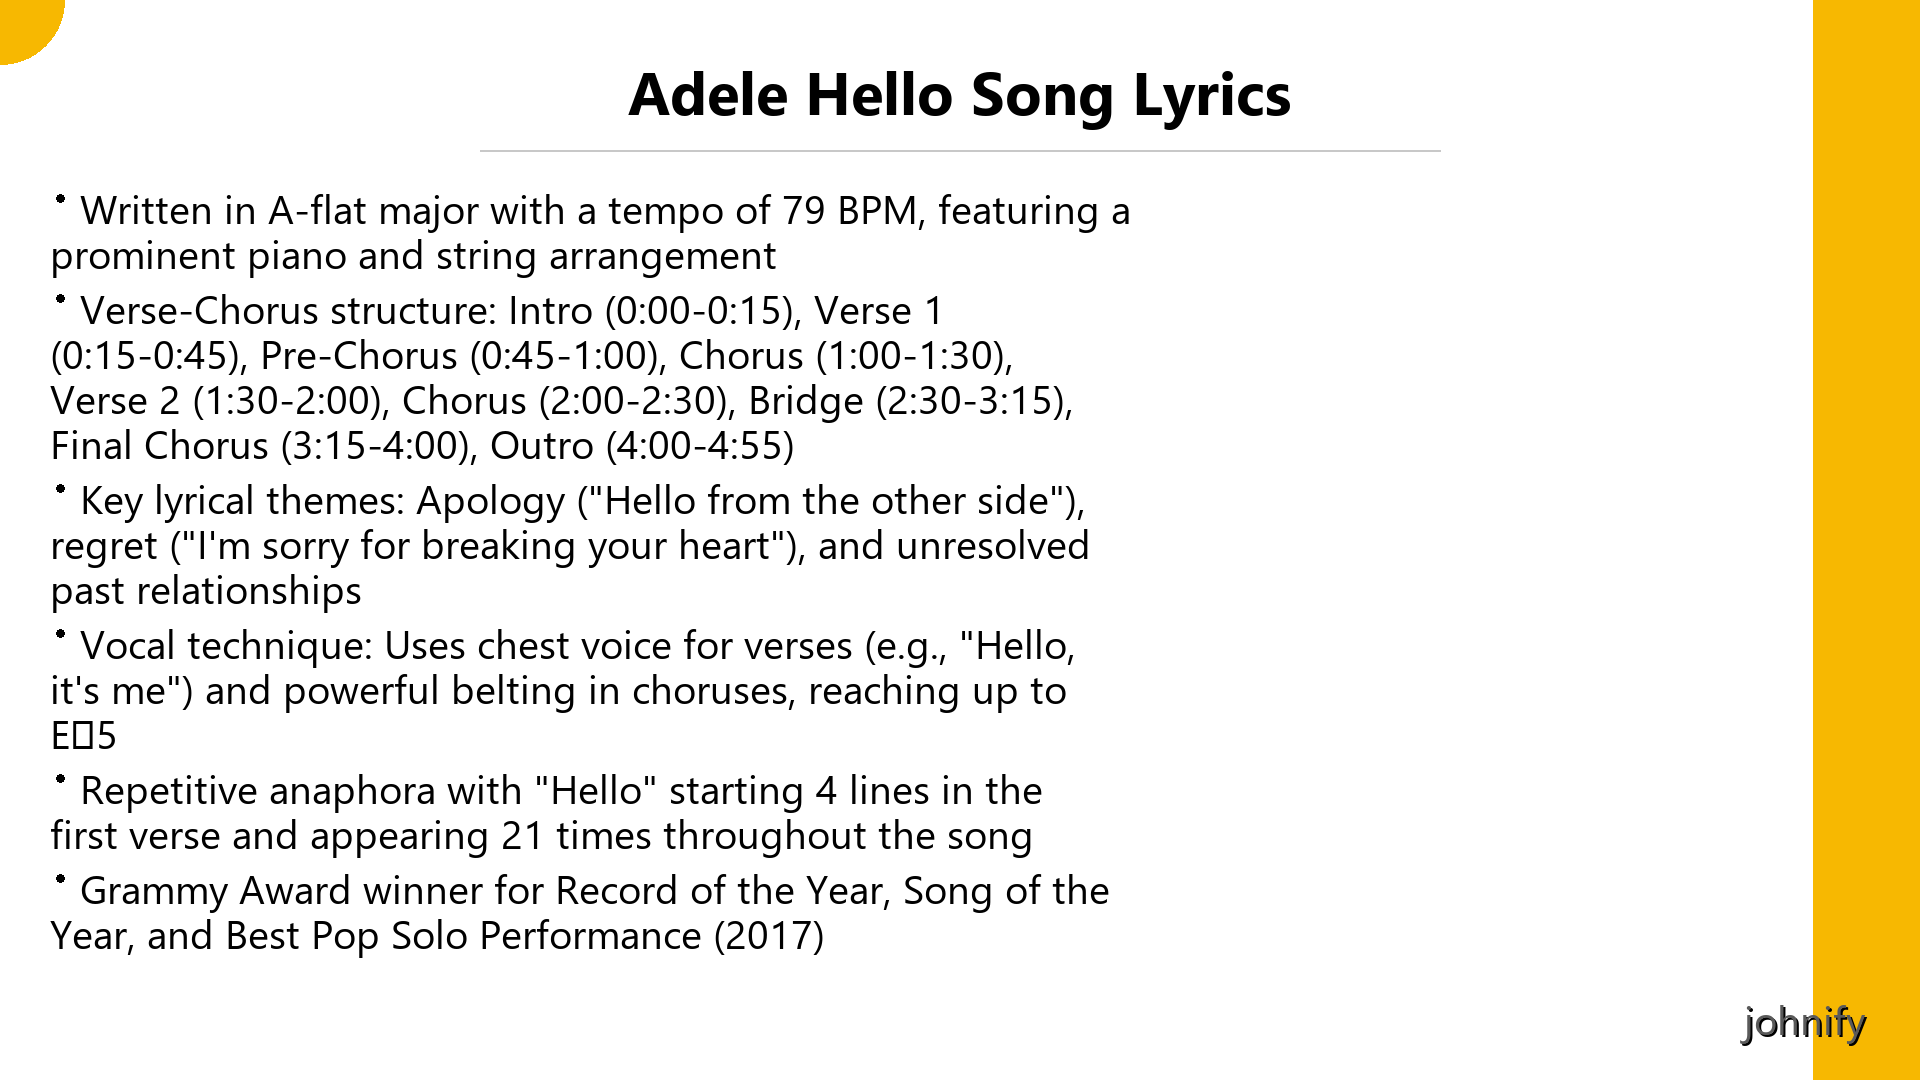 Adele Hello Song Lyrics
• Written in A-flat major with a tempo of 79 BPM, featuring a
prominent piano and string arrangement
• Verse-Chorus structure: Intro (0:00-0:15), Verse 1
(0:15-0:45), Pre-Chorus (0:45-1:00), Chorus (1:00-1:30),
Verse 2 (1:30-2:00), Chorus (2:00-2:30), Bridge (2:30-3:15),
Final Chorus (3:15-4:00), Outro (4:00-4:55)
• Key lyrical themes: Apology ("Hello from the other side"),
regret ("I'm sorry for breaking your heart"), and unresolved
past relationships
• Vocal technique: Uses chest voice for verses (e.g., "Hello,
it's me") and powerful belting in choruses, reaching up to
E□5
• Repetitive anaphora with "Hello" starting 4 lines in the
first verse and appearing 21 times throughout the song
• Grammy Award winner for Record of the Year, Song of the
Year, and Best Pop Solo Performance (2017)
johnify